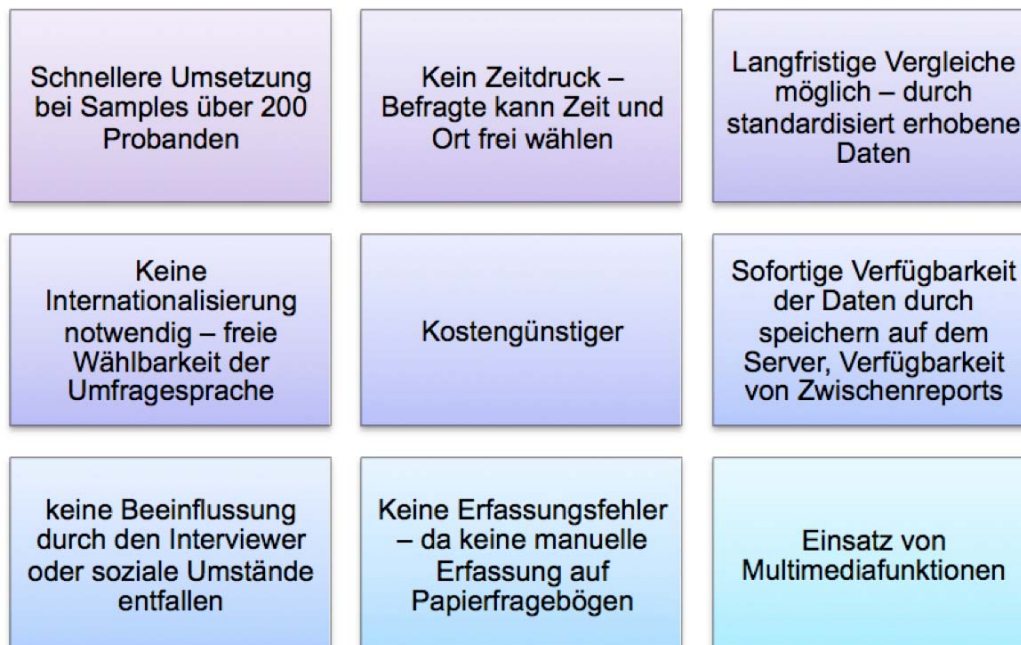 Schnellere Umsetzung
bei Samples über 200
Probanden
Kein Zeitdruck –
Befragte kann Zeit und
Ort frei wählen
Langfristige Vergleiche
möglich – durch
standardisiert erhobene
Daten
Keine
Internationalisierung
notwendig – freie
Wählbarkeit der
Umfragesprache
Kostengünstiger
Sofortige Verfügbarkeit
der Daten durch
speichern auf dem
Server, Verfügbarkeit
von Zwischenreports
keine Beeinflussung
durch den Interviewer
oder soziale Umstände
entfallen
Keine Erfassungsfehler
– da keine manuelle
Erfassung auf
Papierfragebögen
Einsatz von
Multimediafunktionen